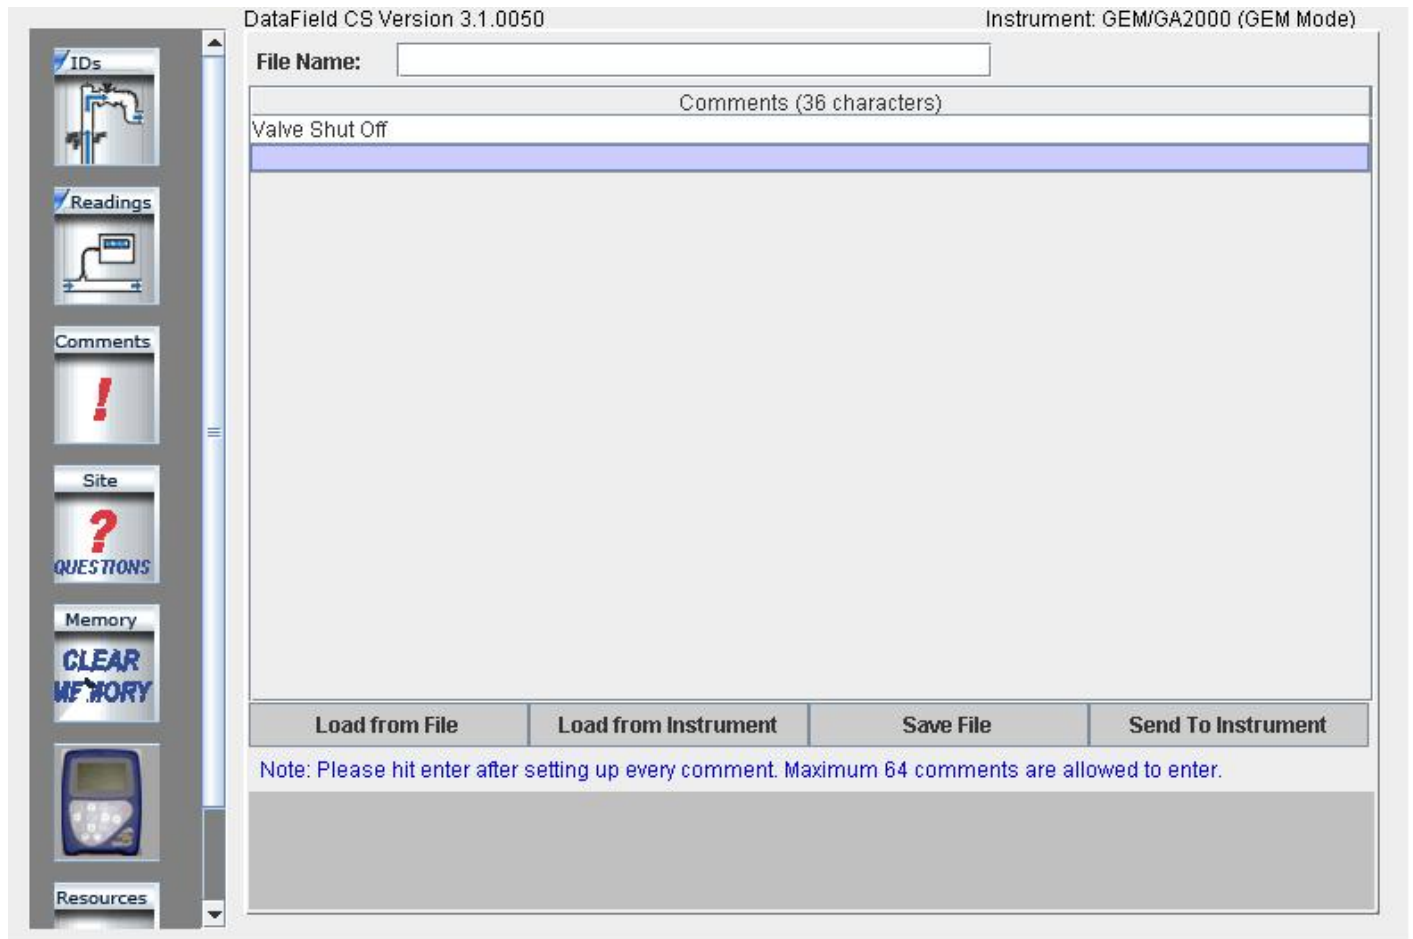 DataField CS Version 3.1.0050
Instrument: GEM/GA2000 (GEM Mode)
IDs
Readings
Comments
!
Site
?
QUESTIONS
Memory
CLEAR
MEMORY
Resources
File Name:
Comments (36 characters)
Valve Shut Off
Load from File
Load from Instrument
Save File
Send To Instrument
Note: Please hit enter after setting up every comment. Maximum 64 comments are allowed to enter.